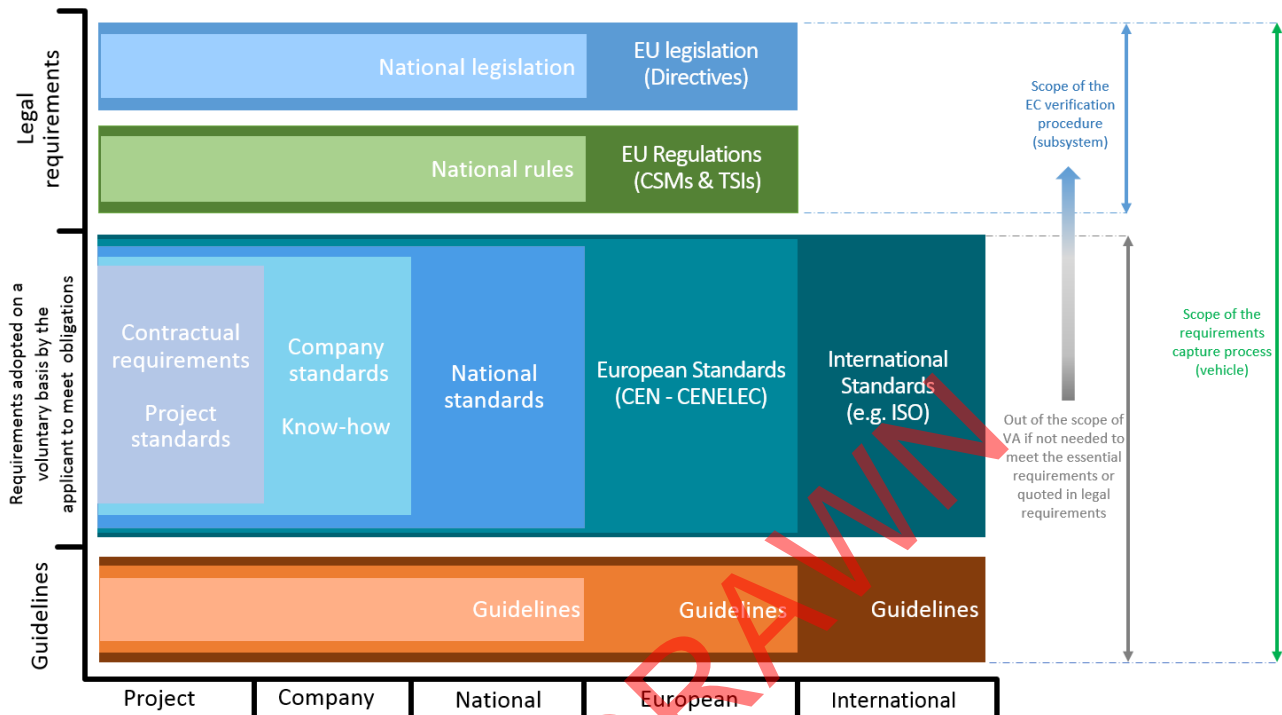 Legal
requirements
National legislation
EU legislation
(Directives)
National rules
EU Regulations
(CSMs & TSIs)
Scope of the
EC verification
procedure
(subsystem)
Requirements adopted on a
voluntary basis by the
applicant to meet obligations
Contractual
requirements
Project
standards
Company
standards
Know-how
National
standards
European Standards
(CEN - CENELEC)
International
Standards
(e.g. ISO)
Out of the scope of
VA if not needed to
meet the essential
requirements or
quoted in legal
requirements
Scope of the
requirements
capture process
(vehicle)
Guidelines
Guidelines
Guidelines
Guidelines
Project
Company
National
European
International
RAWN